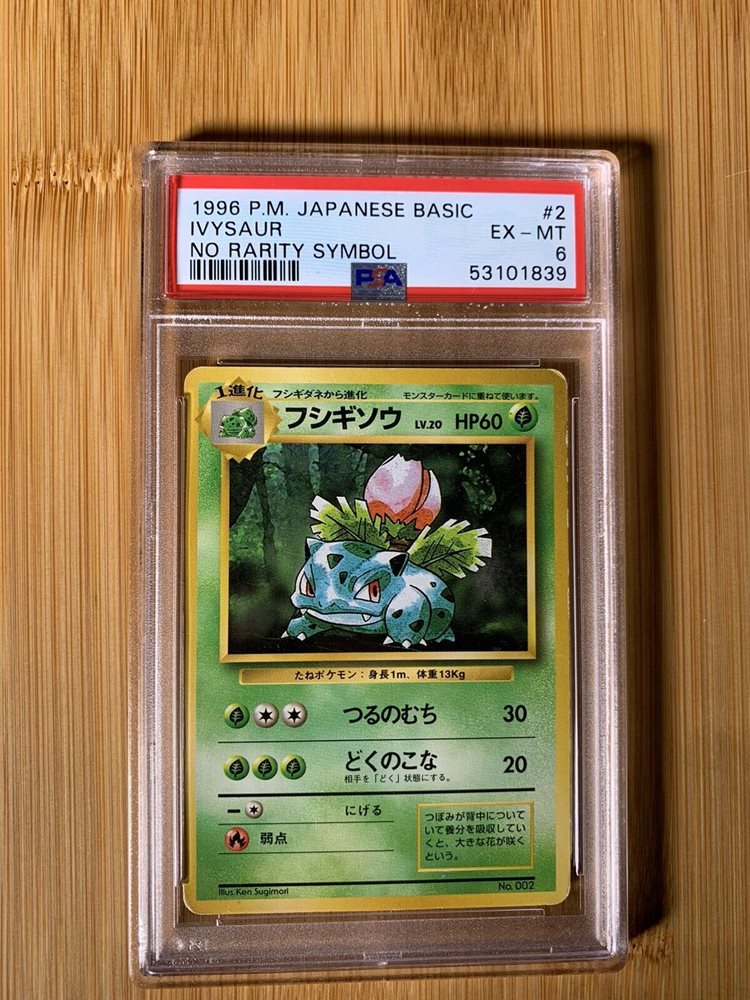 1996 P.M. JAPANESE BASIC #2
IVYSAUR EX – MT
NO RARITY SYMBOL 6
PSA 53101839
1進化 フシギダネから進化 モンスターカードに重ねて使います。
フシギソウ LV.20 HP60
たねポケモン:身長1m、体重13Kg
つるのむち 30
どくのこな 20
相手を「どく」状態にする。
にげる
弱点
つぼみが背中についてい
て養分を吸収してい
くと、大きな花が咲く
という。
Illus.Ken Sugimori No. 002